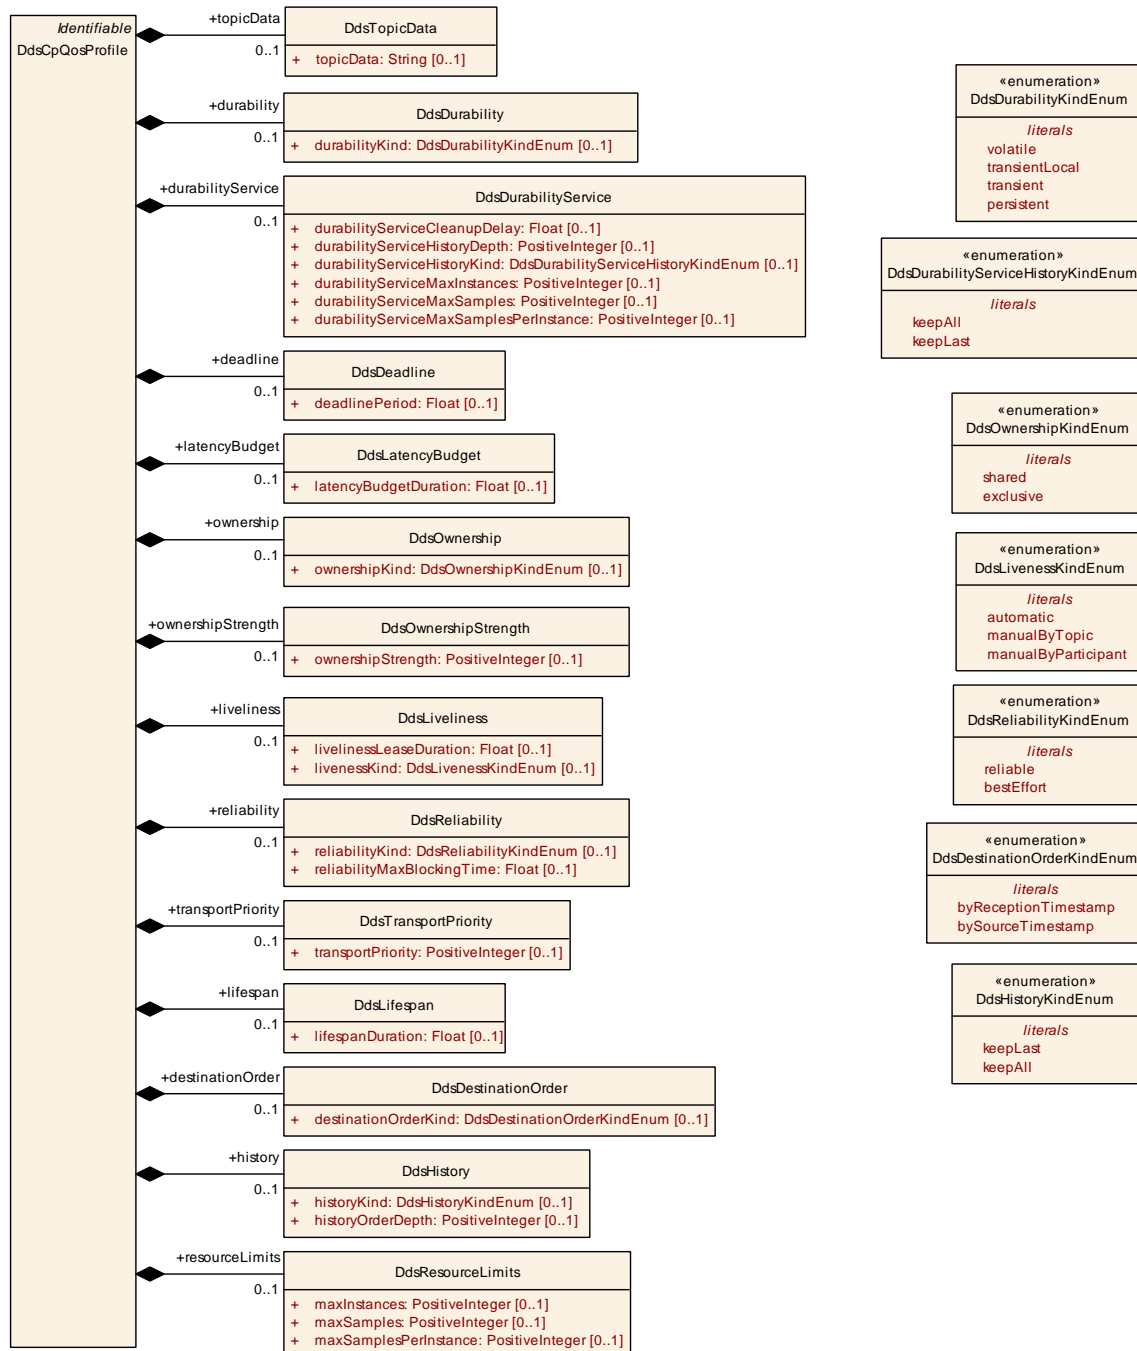 Identifiable
DdsCpQosProfile
+topicData
0..1
DdsTopicData
+ topicData: String [0..1]
+durability
0..1
DdsDurability
+ durabilityKind: DdsDurabilityKindEnum [0..1]
+durabilityService
0..1
DdsDurabilityService
+ durabilityServiceCleanupDelay: Float [0..1]
+ durabilityServiceHistoryDepth: PositiveInteger [0..1]
+ durabilityServiceHistoryKind: DdsDurabilityServiceHistoryKindEnum [0..1]
+ durabilityServiceMaxInstances: PositiveInteger [0..1]
+ durabilityServiceMaxSamples: PositiveInteger [0..1]
+ durabilityServiceMaxSamplesPerInstance: PositiveInteger [0..1]
+deadline
0..1
DdsDeadline
+ deadlinePeriod: Float [0..1]
+latencyBudget
0..1
DdsLatencyBudget
+ latencyBudgetDuration: Float [0..1]
+ownership
0..1
DdsOwnership
+ ownershipKind: DdsOwnershipKindEnum [0..1]
+ownershipStrength
0..1
DdsOwnershipStrength
+ ownershipStrength: PositiveInteger [0..1]
+liveliness
0..1
DdsLiveliness
+ livelinessLeaseDuration: Float [0..1]
+ livenessKind: DdsLivenessKindEnum [0..1]
+reliability
0..1
DdsReliability
+ reliabilityKind: DdsReliabilityKindEnum [0..1]
+ reliabilityMaxBlockingTime: Float [0..1]
+transportPriority
0..1
DdsTransportPriority
+ transportPriority: PositiveInteger [0..1]
+lifespan
0..1
DdsLifespan
+ lifespanDuration: Float [0..1]
+destinationOrder
0..1
DdsDestinationOrder
+ destinationOrderKind: DdsDestinationOrderKindEnum [0..1]
+history
0..1
DdsHistory
+ historyKind: DdsHistoryKindEnum [0..1]
+ historyOrderDepth: PositiveInteger [0..1]
+resourceLimits
0..1
DdsResourceLimits
+ maxInstances: PositiveInteger [0..1]
+ maxSamples: PositiveInteger [0..1]
+ maxSamplesPerInstance: PositiveInteger [0..1]
«enumeration»
DdsDurabilityKindEnum
literals
volatile
transientLocal
transient
persistent
«enumeration»
DdsDurabilityServiceHistoryKindEnum
literals
keepAll
keepLast
«enumeration»
DdsOwnershipKindEnum
literals
shared
exclusive
«enumeration»
DdsLivenessKindEnum
literals
automatic
manualByTopic
manualByParticipant
«enumeration»
DdsReliabilityKindEnum
literals
reliable
bestEffort
«enumeration»
DdsDestinationOrderKindEnum
literals
byReceptionTimestamp
bySourceTimestamp
«enumeration»
DdsHistoryKindEnum
literals
keepLast
keepAll